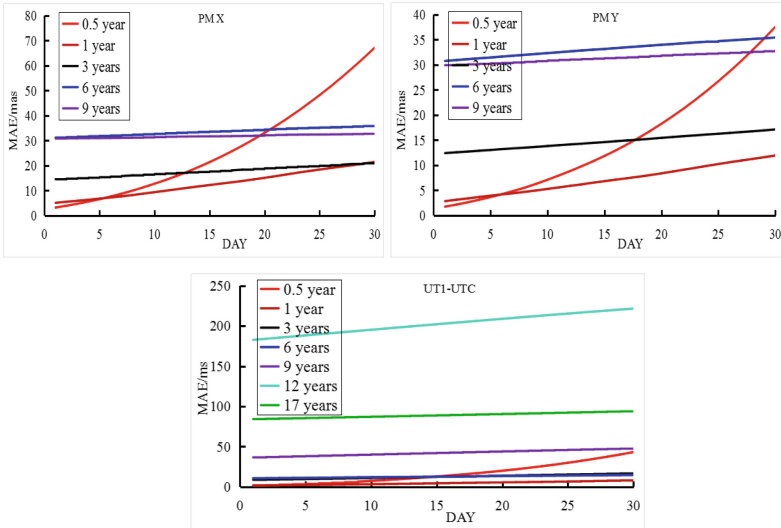 PMX
MAE/mas
80
70
60
50
40
30
20
10
0
0.5 year
1 year
3 years
6 years
9 years
0 5 10 15 20 25 30
DAY
PMY
MAE/mas
40
35
30
25
20
15
10
5
0
0.5 year
1 year
3 years
6 years
9 years
0 5 10 15 20 25 30
DAY
UT1-UTC
MAE/ms
250
200
150
100
50
0
0.5 year
1 year
3 years
6 years
9 years
12 years
17 years
0 5 10 15 20 25 30
DAY